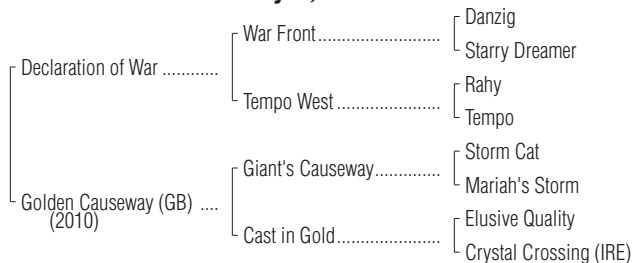 Danzig
War Front........................
Starry Dreamer
Declaration of War ............
Rahy
Tempo West .....................
Tempo
Storm Cat
Giant's Causeway..............
Mariah's Storm
Golden Causeway (GB) ....
(2010)
Elusive Quality
Cast in Gold.....................
Crystal Crossing (IRE)